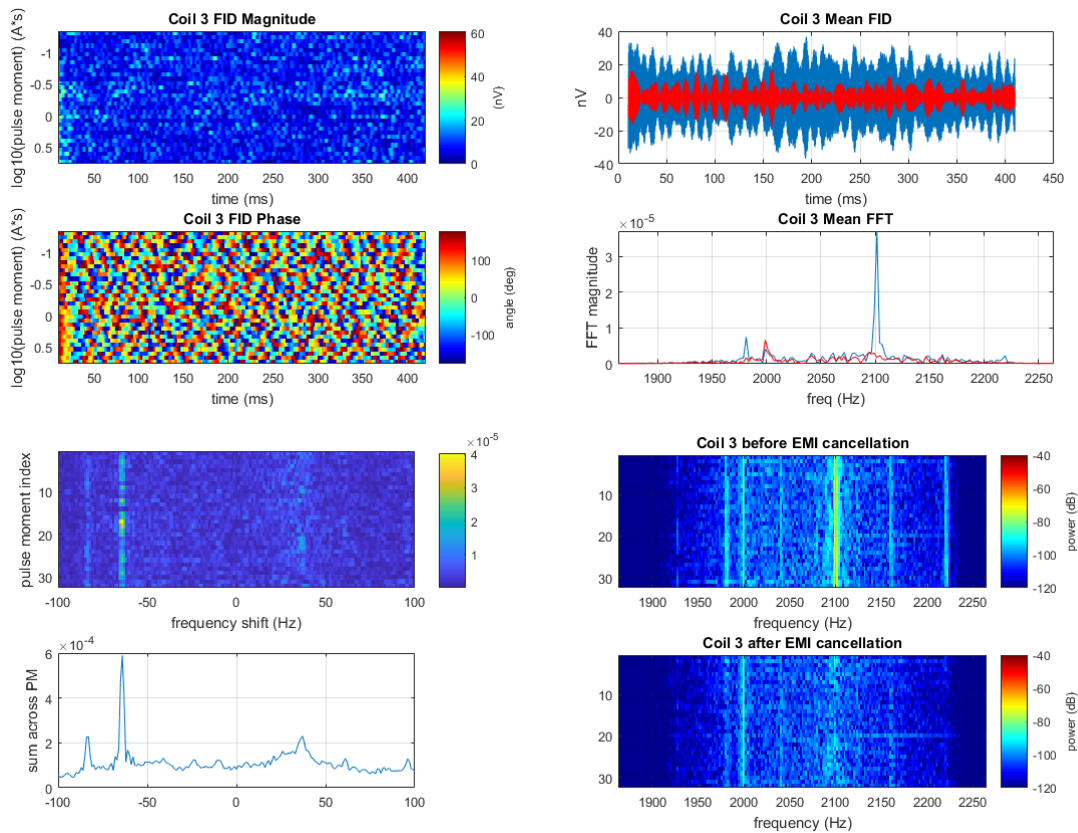 Coil 3 FID Magnitude
log10(pulse moment) (A*s)
-1
-0.5
0
0.5
50 100 150 200 250 300 350 400
time (ms)
60
40
20
0
(nV)
Coil 3 Mean FID
nV
40
20
0
-20
-40
0 50 100 150 200 250 300 350 400 450
time (ms)
Coil 3 FID Phase
log10(pulse moment) (A*s)
-1
-0.5
0
0.5
50 100 150 200 250 300 350 400
time (ms)
100
0
-100
angle (deg)
Coil 3 Mean FFT
×10^-5
FFT magnitude
3
2
1
0
1900 1950 2000 2050 2100 2150 2200 2250
freq (Hz)
pulse moment index
10
20
30
-100 -50 0 50 100
frequency shift (Hz)
×10^-5
4
3
2
1
Coil 3 before EMI cancellation
10
20
30
1900 1950 2000 2050 2100 2150 2200 2250
frequency (Hz)
-40
-60
-80
-100
-120
power (dB)
×10^-4
sum across PM
6
4
2
0
-100 -50 0 50 100
Coil 3 after EMI cancellation
10
20
30
1900 1950 2000 2050 2100 2150 2200 2250
frequency (Hz)
-40
-60
-80
-100
-120
power (dB)